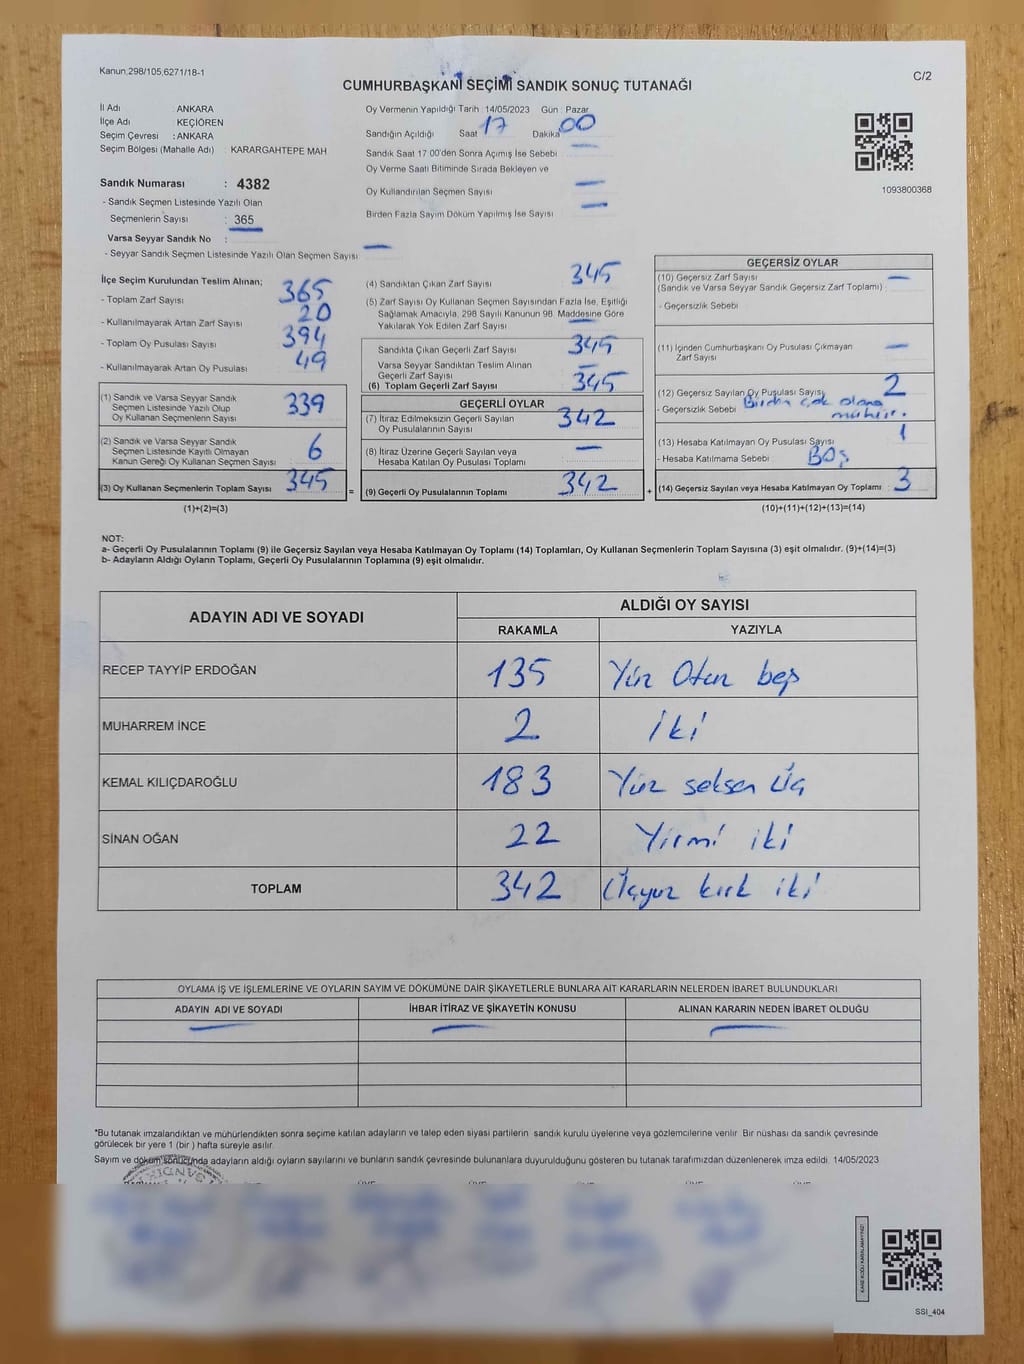 Kanun;298/105,6271/18-1
C/2
CUMHURBAŞKANI SEÇİMİ SANDIK SONUÇ TUTANAĞI
İl Adı ANKARA
İlçe Adı KEÇİÖREN
Seçim Çevresi : ANKARA
Seçim Bölgesi (Mahalle Adı) : KARARGAHTEPE MAH
Sandık Numarası : 4382
- Sandık Seçmen Listesinde Yazılı Olan
Seçmenlerin Sayısı : 365
Varsa Seyyar Sandık No :
- Seyyar Sandık Seçmen Listesinde Yazılı Olan Seçmen Sayısı : —
Oy Vermenin Yapıldığı Tarih :14/05/2023 Gün : Pazar
Sandığın Açıldığı Saat 17 Dakika 00
Sandık Saat 17:00'den Sonra Açımış İse Sebebi —
Oy Verme Saati Bitiminde Sırada Bekleyen ve
Oy Kullandırılan Seçmen Sayısı —
Birden Fazla Sayım Döküm Yapılmış İse Sayısı —
1093800368
İlçe Seçim Kurulundan Teslim Alınan;
- Toplam Zarf Sayısı 365
- Kullanılmayarak Artan Zarf Sayısı 20
- Toplam Oy Pusulası Sayısı 394
- Kullanılmayarak Artan Oy Pusulası 49
(1) Sandık ve Varsa Seyyar Sandık
Seçmen Listesinde Yazılı Olup
Oy Kullanan Seçmenlerin Sayısı 339
(2) Sandık ve Varsa Seyyar Sandık
Seçmen Listesinde Kayıtlı Olmayan
Kanun Gereği Oy Kullanan Seçmen Sayısı 6
(3) Oy Kullanan Seçmenlerin Toplam Sayısı 345 =
(1)+(2)=(3)
(4) Sandıktan Çıkan Zarf Sayısı 345
(5) Zarf Sayısı Oy Kullanan Seçmen Sayısından Fazla İse, Eşitliği
Sağlamak Amacıyla, 298 Sayılı Kanunun 98. Maddesine Göre
Yakılarak Yok Edilen Zarf Sayısı —
Sandıkta Çıkan Geçerli Zarf Sayısı 345
Varsa Seyyar Sandıktan Teslim Alınan
Geçerli Zarf Sayısı —
(6) Toplam Geçerli Zarf Sayısı 345
GEÇERLİ OYLAR
(7) İtiraz Edilmeksizin Geçerli Sayılan
Oy Pusulalarının Sayısı 342
(8) İtiraz Üzerine Geçerli Sayılan veya
Hesaba Katılan Oy Pusulası Toplamı —
(9) Geçerli Oy Pusulalarının Toplamı 342 +
GEÇERSİZ OYLAR
(10) Geçersiz Zarf Sayısı —
(Sandık ve Varsa Seyyar Sandık Geçersiz Zarf Toplamı) :
- Geçersizlik Sebebi
(11) İçinden Cumhurbaşkanı Oy Pusulası Çıkmayan
Zarf Sayısı —
(12) Geçersiz Sayılan Oy Pusulası Sayısı 2
- Geçersizlik Sebebi : Birden çok olana
mühür.
(13) Hesaba Katılmayan Oy Pusulası Sayısı 1
- Hesaba Katılmama Sebebi : Boş
(14) Geçersiz Sayılan veya Hesaba Katılmayan Oy Toplamı : 3
(10)+(11)+(12)+(13)=(14)
NOT:
a- Geçerli Oy Pusulalarının Toplamı (9) ile Geçersiz Sayılan veya Hesaba Katılmayan Oy Toplamı (14) Toplamları, Oy Kullanan Seçmenlerin Toplam Sayısına (3) eşit olmalıdır. (9)+(14)=(3)
b- Adayların Aldığı Oyların Toplamı, Geçerli Oy Pusulalarının Toplamına (9) eşit olmalıdır.
ADAYIN ADI VE SOYADI ALDIĞI OY SAYISI
RAKAMLA YAZIYLA
RECEP TAYYİP ERDOĞAN 135 Yüz Otuz beş
MUHARREM İNCE 2 iki
KEMAL KILIÇDAROĞLU 183 Yüz seksen üç
SİNAN OĞAN 22 Yirmi iki
TOPLAM 342 Üçyüz kırk iki
OYLAMA İŞ VE İŞLEMLERİNE VE OYLARIN SAYIM VE DÖKÜMÜNE DAİR ŞİKAYETLERLE BUNLARA AİT KARARLARIN NELERDEN İBARET BULUNDUKLARI
ADAYIN ADI VE SOYADI İHBAR İTİRAZ VE ŞİKAYETİN KONUSU ALINAN KARARIN NEDEN İBARET OLDUĞU
— — —
*Bu tutanak imzalandıktan ve mühürlendikten sonra seçime katılan adayların ve talep eden siyasi partilerin sandık kurulu üyelerine veya gözlemcilerine verilir. Bir nüshası da sandık çevresinde
görülecek bir yere 1 (bir ) hafta süreyle asılır.
Sayım ve döküm sonucunda adayların aldığı oyların sayılarını ve bunların sandık çevresinde bulunanlara duyurulduğunu gösteren bu tutanak tarafımızdan düzenlenerek imza edildi. 14/05/2023
SSI_404